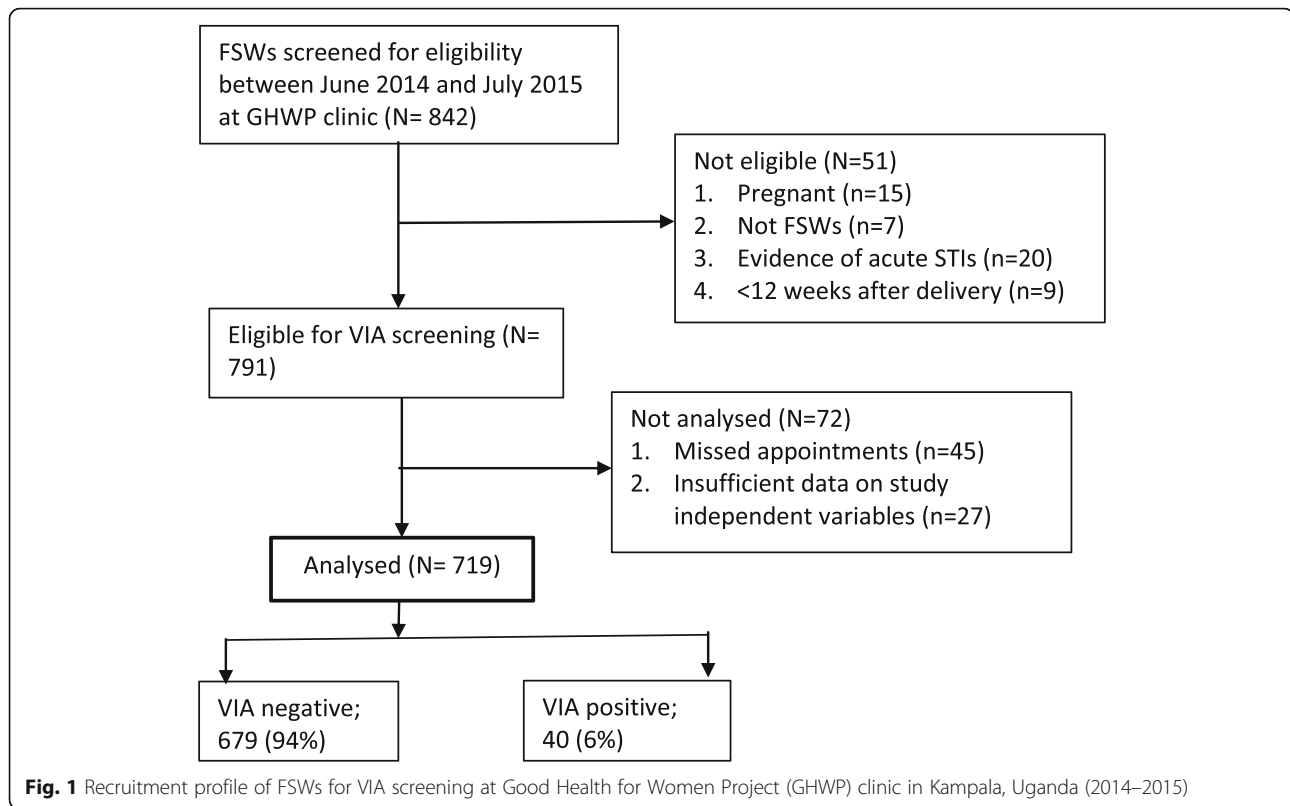 FSWs screened for eligibility
between June 2014 and July 2015
at GHWP clinic (N= 842)
Not eligible (N=51)
1. Pregnant (n=15)
2. Not FSWs (n=7)
3. Evidence of acute STIs (n=20)
4. <12 weeks after delivery (n=9)
Eligible for VIA screening (N=
791)
Not analysed (N=72)
1. Missed appointments (n=45)
2. Insufficient data on study
independent variables (n=27)
Analysed (N= 719)
VIA negative;
679 (94%)
VIA positive;
40 (6%)
Fig. 1 Recruitment profile of FSWs for VIA screening at Good Health for Women Project (GHWP) clinic in Kampala, Uganda (2014–2015)